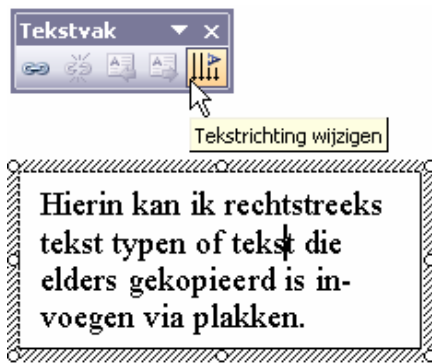 Tekstvak
Tekstrichting wijzigen
Hierin kan ik rechtstreeks
tekst typen of tekst die
elders gekopieerd is in-
voegen via plakken.